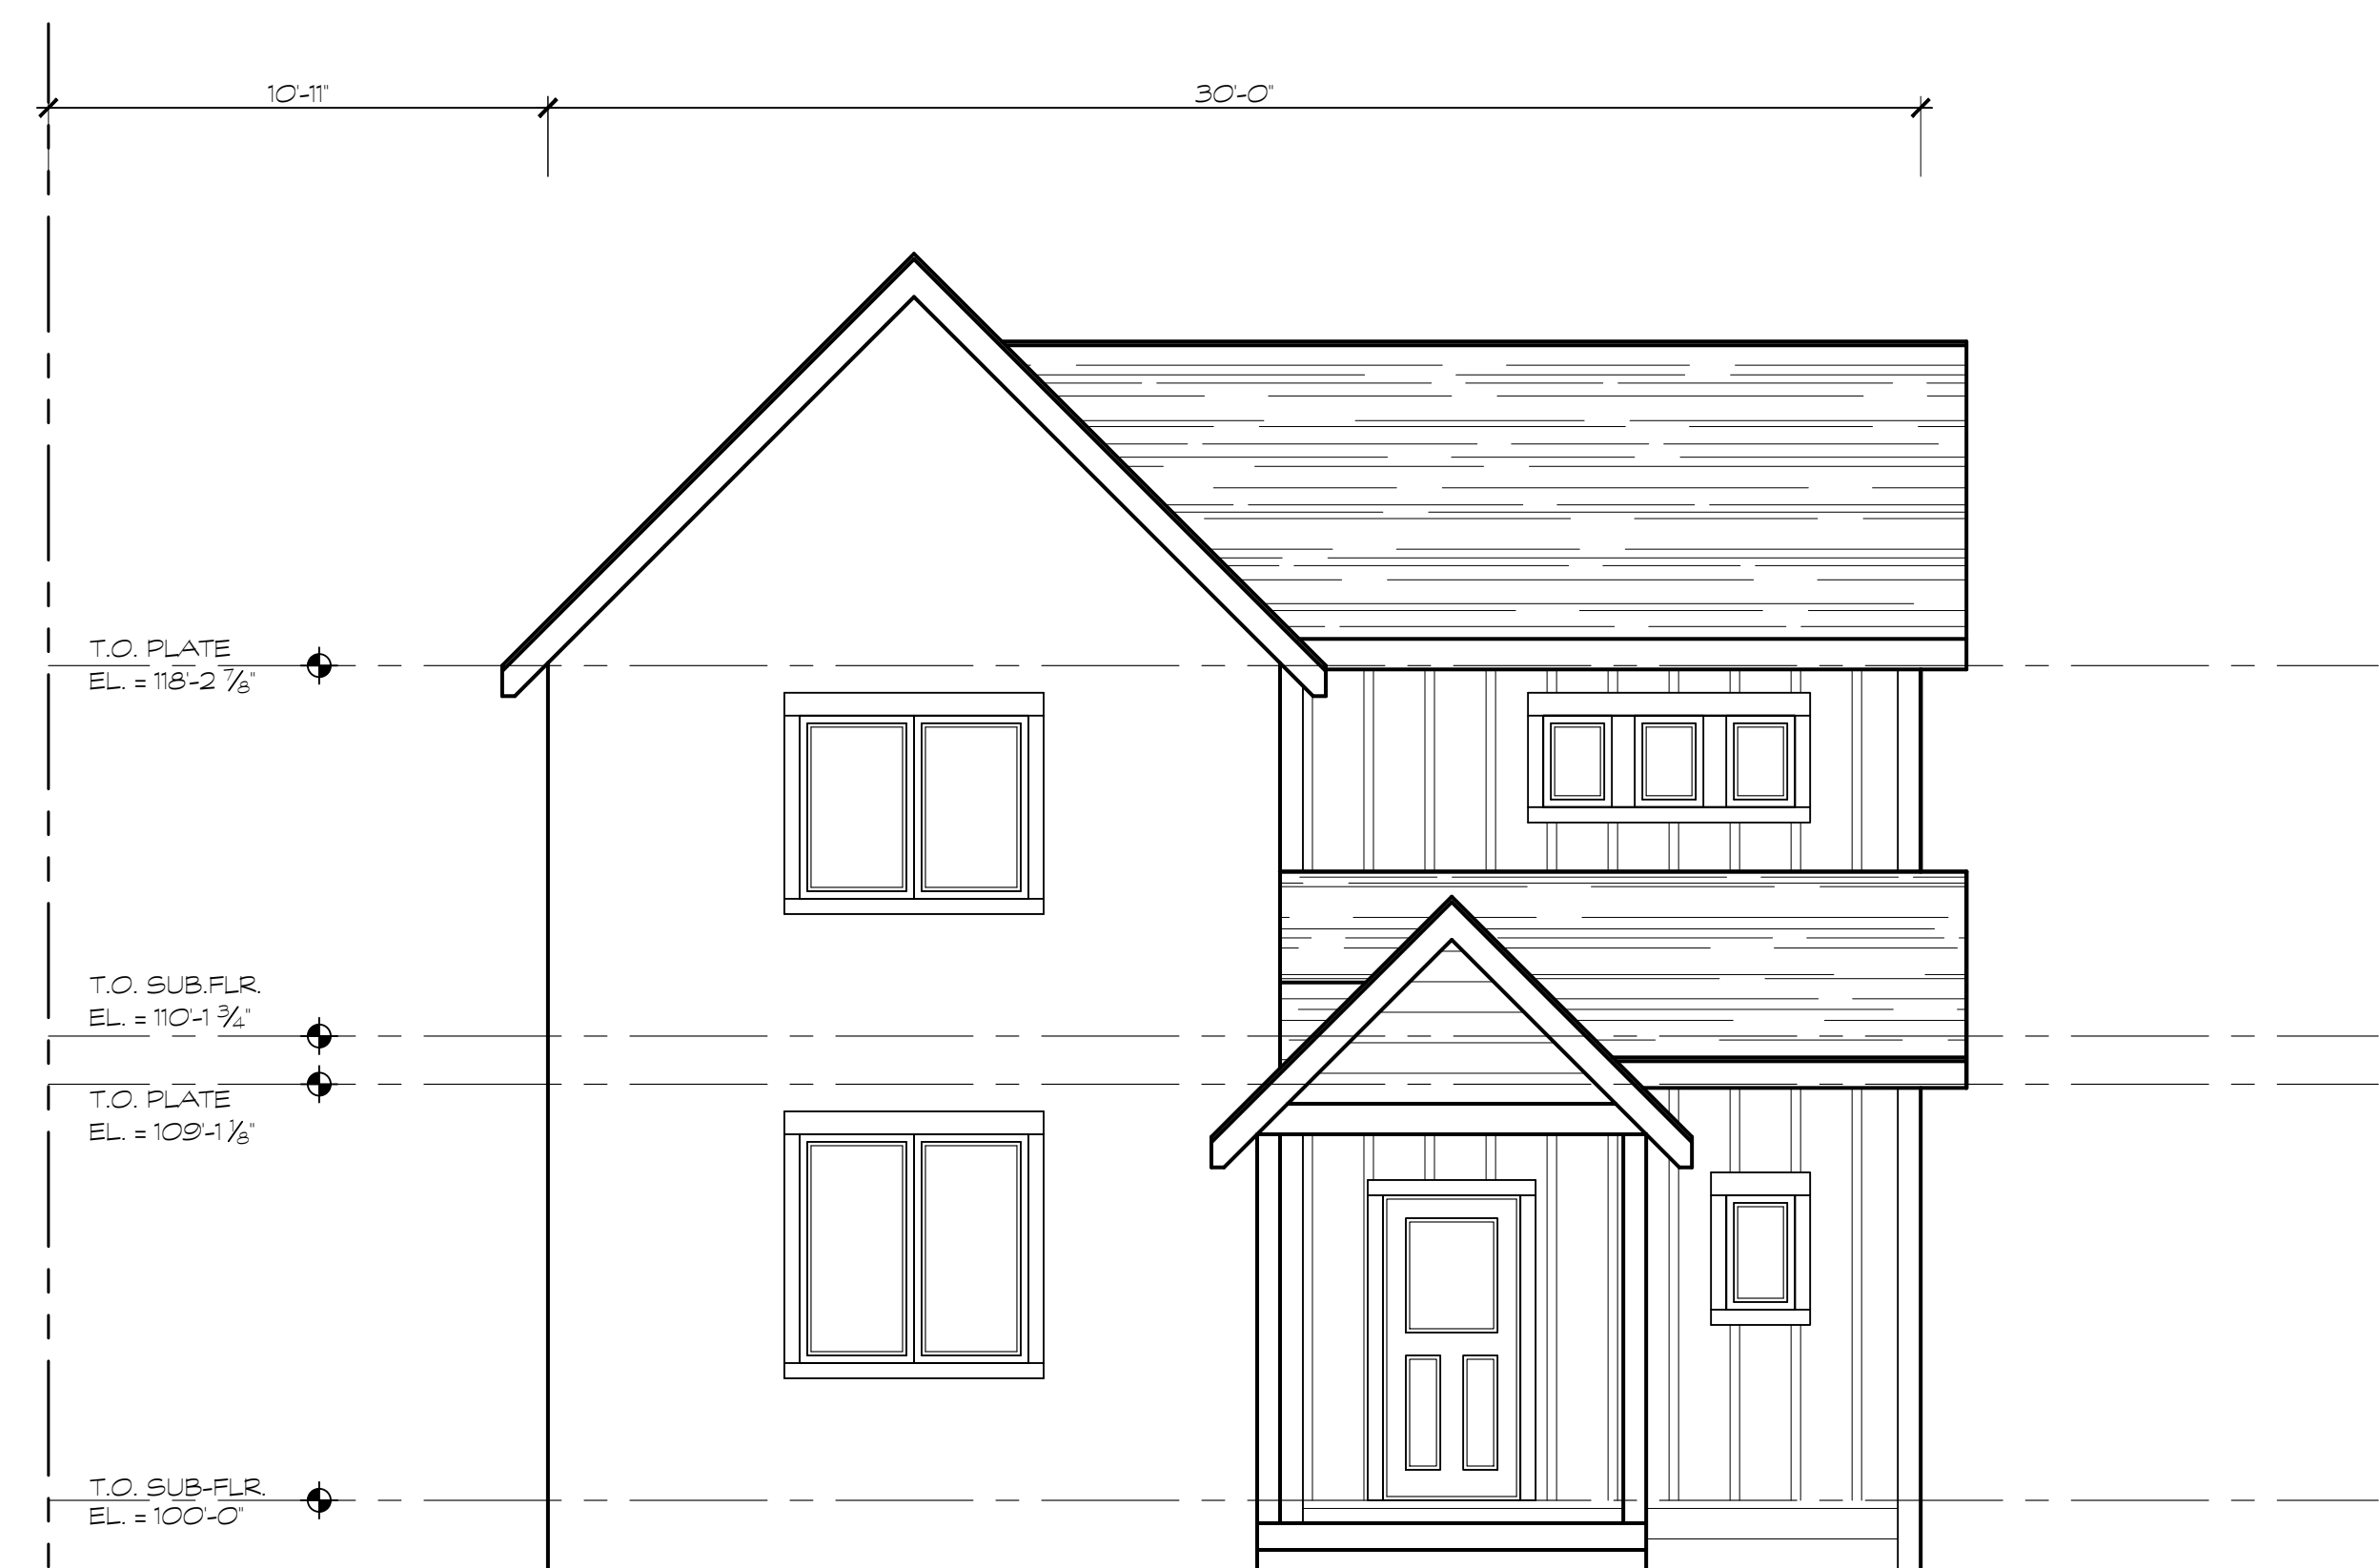 10'-11"
30'-0"
T.O. PLATE
EL. = 118'-2 7/8"
T.O. SUB.FLR.
EL. = 110'-1 3/4"
T.O. PLATE
EL. = 109'-1 1/8"
T.O. SUB-FLR.
EL. = 100'-0"